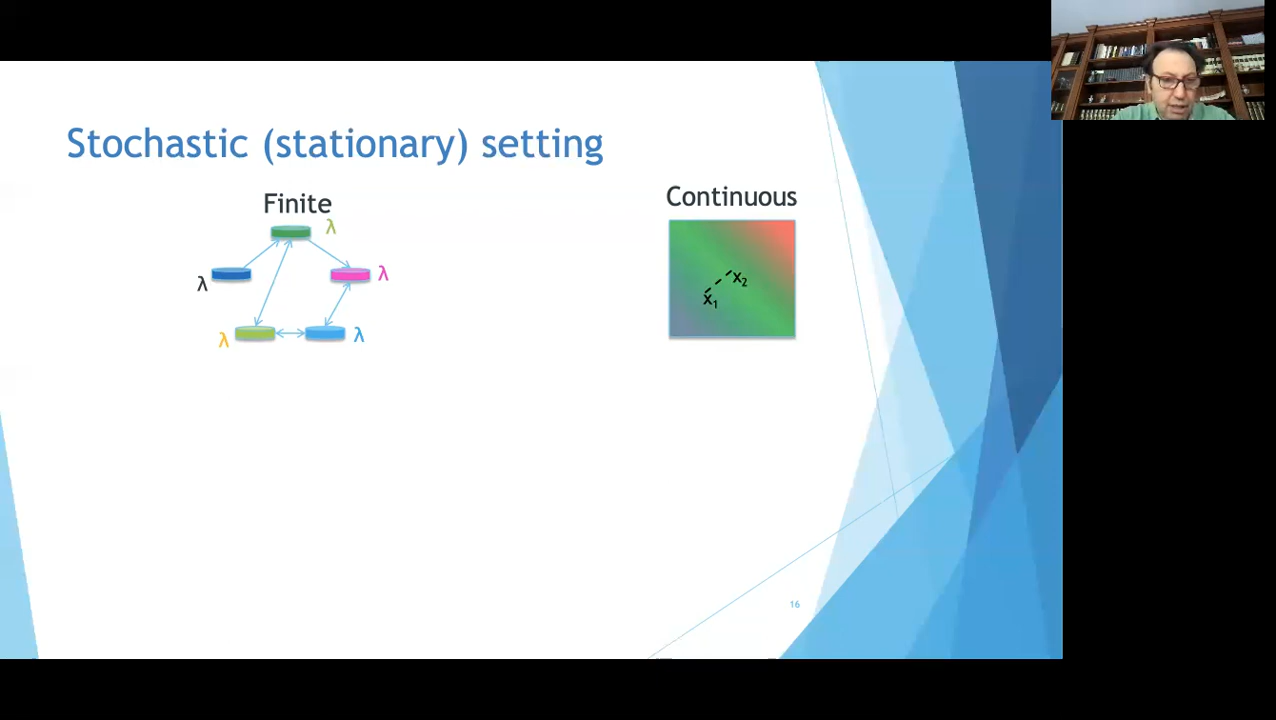 Stochastic (stationary) setting
Finite
Continuous
λ
λ
λ
λ
λ
x₂
x₁
16